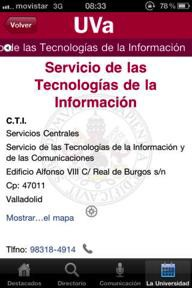 movistar 3G 08:33 78 %
Volver
UVa
o de las Tecnologías de la Información
Servicio de las
Tecnologías de la
Información
C.T.I.
Servicios Centrales
Servicio de las Tecnologías de la Información y
de las Comunicaciones
Edificio Alfonso VIII C/ Real de Burgos s/n
Cp: 47011
Valladolid
Mostrar...el mapa
Tlfno: 98318-4914
Destacados Directorio Comunicación La Universidad